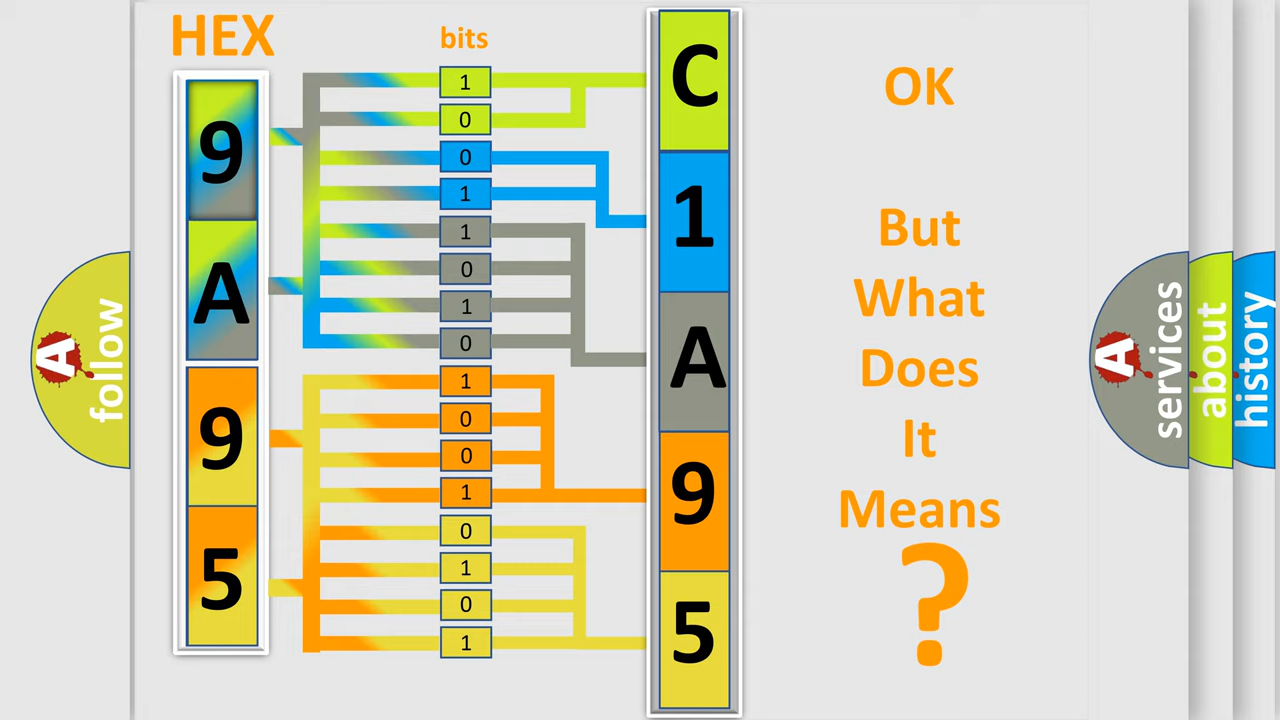 HEX
bits
9
A
9
5
1
0
0
1
1
0
1
0
1
0
0
1
0
1
0
1
C
1
A
9
5
OK
But
What
Does
It
Means
?
A
follow
A
services
about
history